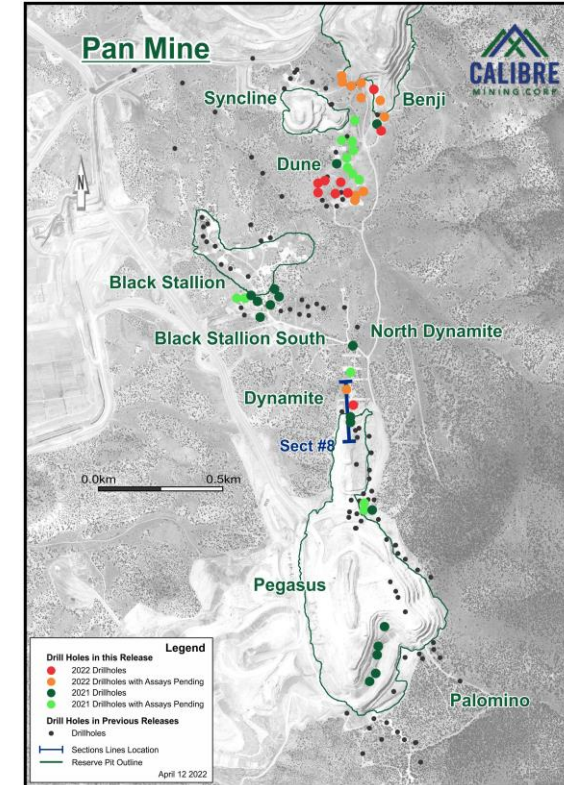 Pan Mine
CALIBRE
MINING CORP
Syncline
Benji
Dune
N
Black Stallion
Black Stallion South
North Dynamite
Dynamite
Sect #8
0.0km
0.5km
Pegasus
Palomino
Legend
Drill Holes in this Release
2022 Drillholes
2022 Drillholes with Assays Pending
2021 Drillholes
2021 Drillholes with Assays Pending
Drill Holes in Previous Releases
Drillholes
Sections Lines Location
Reserve Pit Outline
April 12 2022